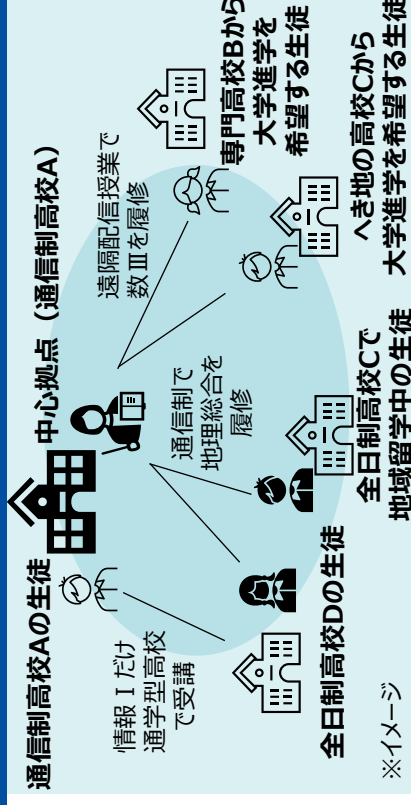 通信制高校Aの生徒
中心拠点（通信制高校A）
情報Ⅰだけ
通学型高校
で受講
通信制で
地理総合を
履修
遠隔配信授業で
数Ⅲを履修
専門高校Bから
大学進学を
希望する生徒
全日制高校Dの生徒
全日制高校Cで
地域留学中の生徒
へき地の高校Cから
大学進学を希望する生徒
※イメージ